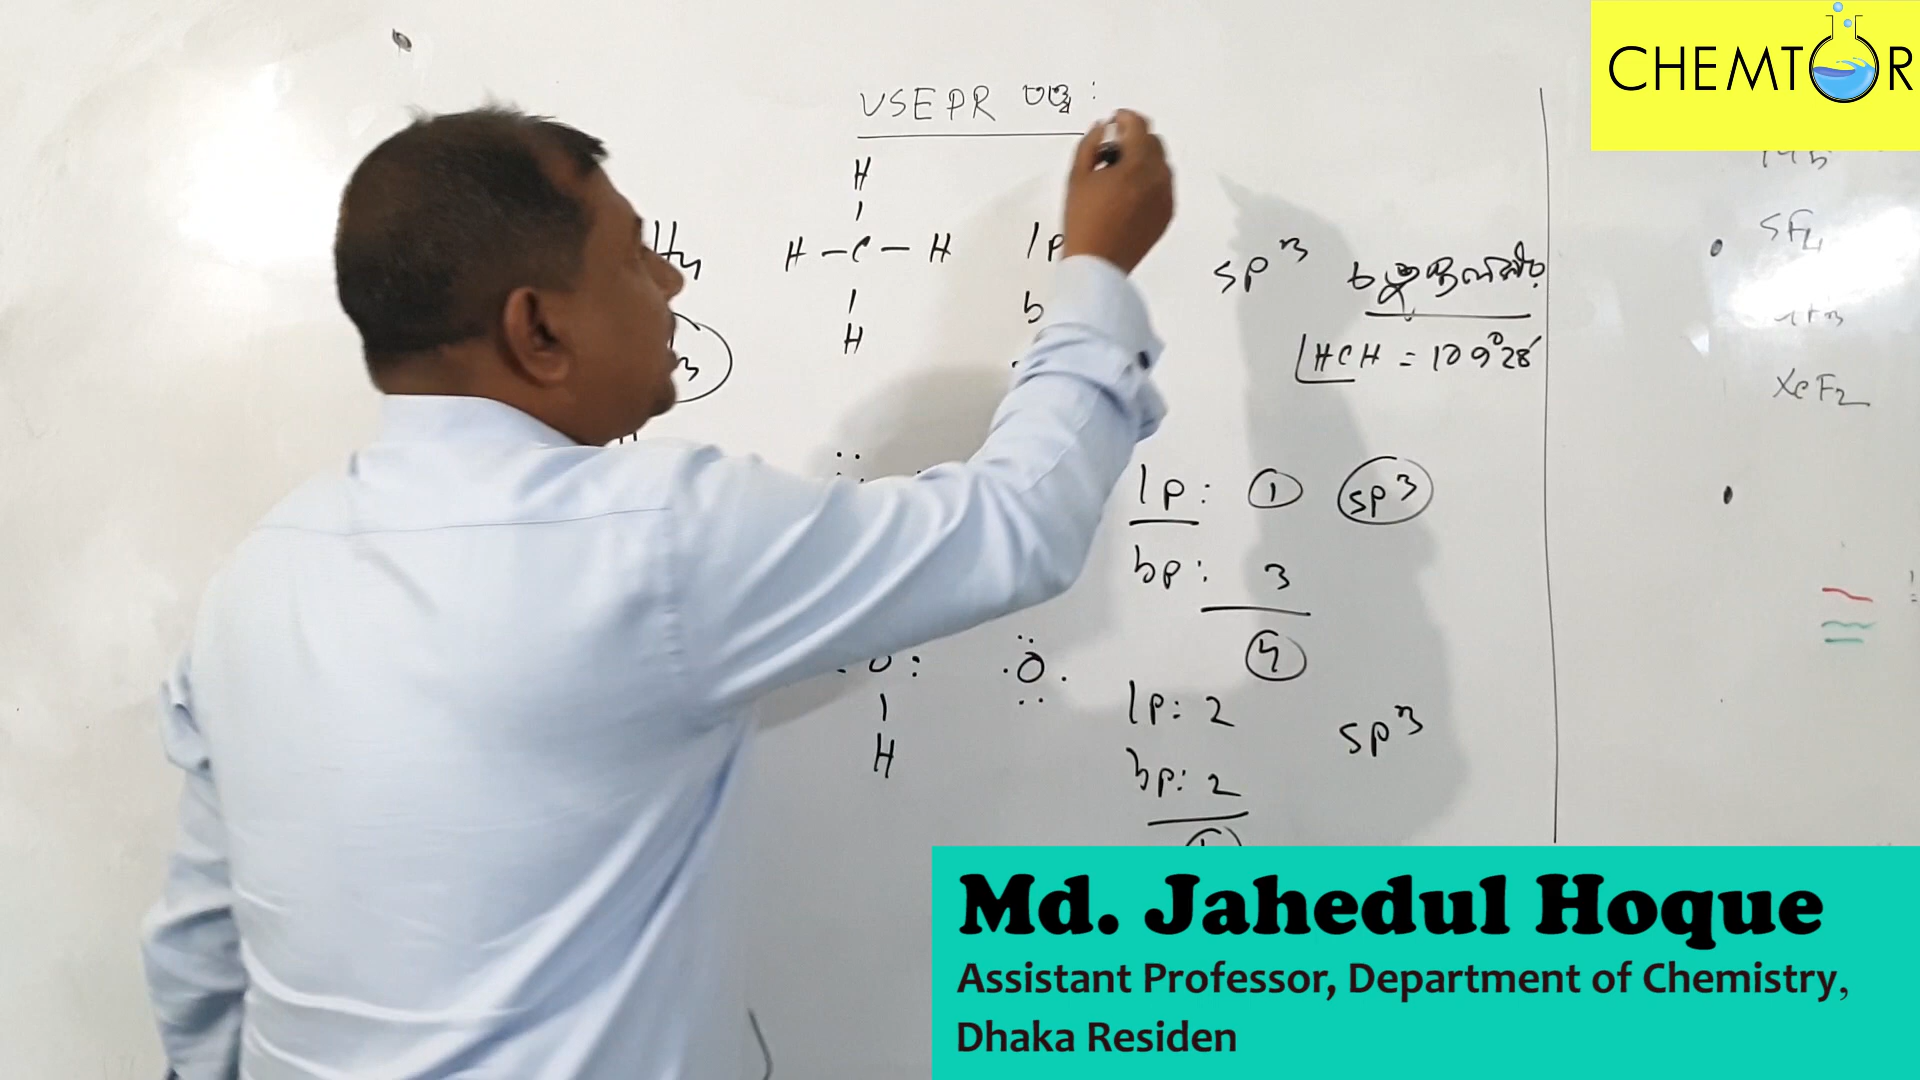 CHEMTOR
VSEPR তত্ত্ব :
H
H – C – H
H
lp
b
sp³ চতুস্তলকীয়
∠HCH = 109°28′
SF₄
XeF₂
lp: 1 sp³
bp: 3
4
O:
·Ö·
H
lp: 2 sp³
bp: 2
Md. Jahedul Hoque
Assistant Professor, Department of Chemistry,
Dhaka Residen